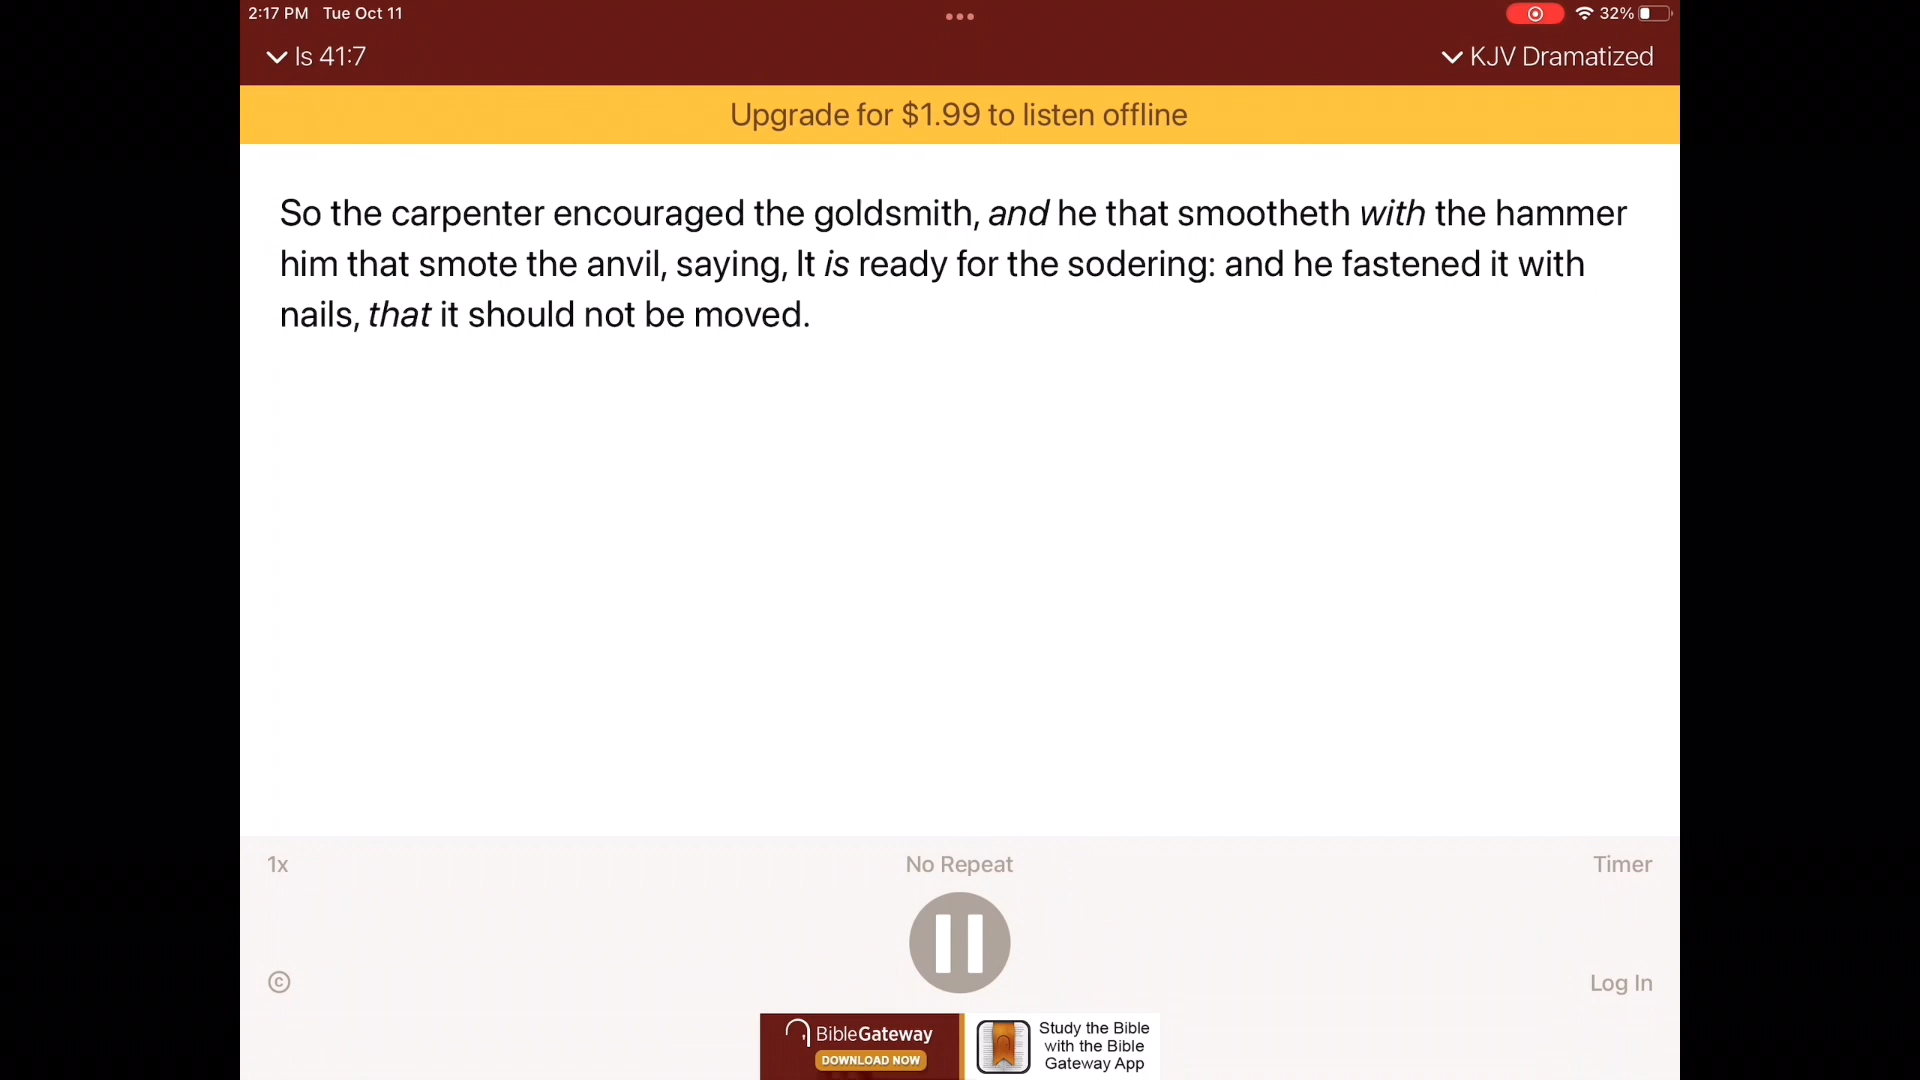 2:17 PM Tue Oct 11 32%
Is 41:7 KJV Dramatized
Upgrade for $1.99 to listen offline
So the carpenter encouraged the goldsmith, and he that smootheth with the hammer
him that smote the anvil, saying, It is ready for the sodering: and he fastened it with
nails, that it should not be moved.
1x No Repeat Timer
© Log In
BibleGateway
DOWNLOAD NOW
Study the Bible
with the Bible
Gateway App